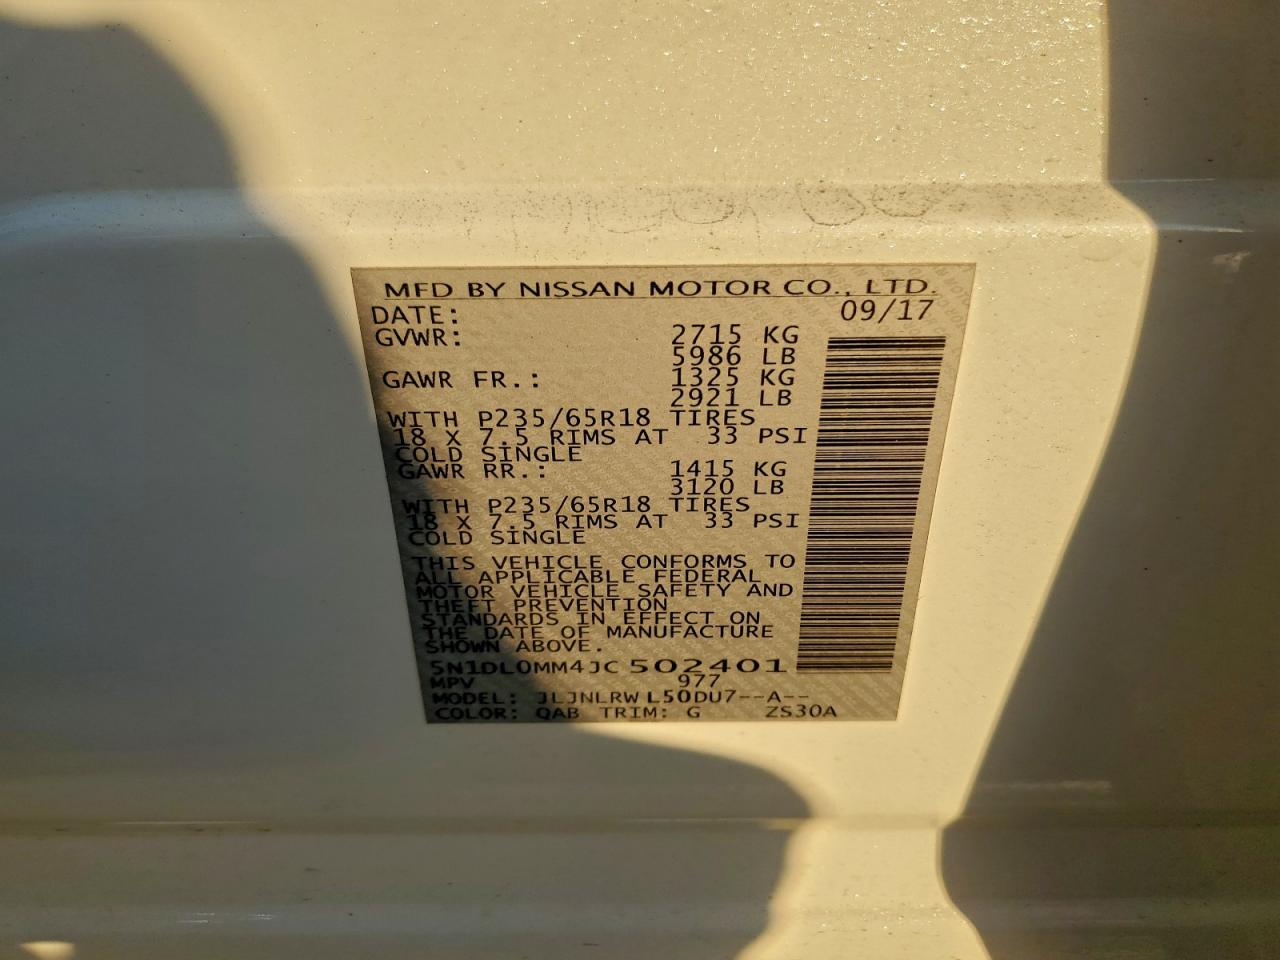 MFD BY NISSAN MOTOR CO., LTD.
DATE: 09/17
GVWR: 2715 KG
5986 LB
GAWR FR.: 1325 KG
2921 LB
WITH P235/65R18 TIRES
18 X 7.5 RIMS AT 33 PSI
COLD SINGLE
GAWR RR.: 1415 KG
3120 LB
WITH P235/65R18 TIRES
18 X 7.5 RIMS AT 33 PSI
COLD SINGLE
THIS VEHICLE CONFORMS TO
ALL APPLICABLE FEDERAL
MOTOR VEHICLE SAFETY AND
THEFT PREVENTION
STANDARDS IN EFFECT ON
THE DATE OF MANUFACTURE
SHOWN ABOVE.
5N1DL0MM4JC 502401
MPV 977
MODEL: JLJNLRW L50DU7--A--
COLOR: QAB TRIM: G ZS30A